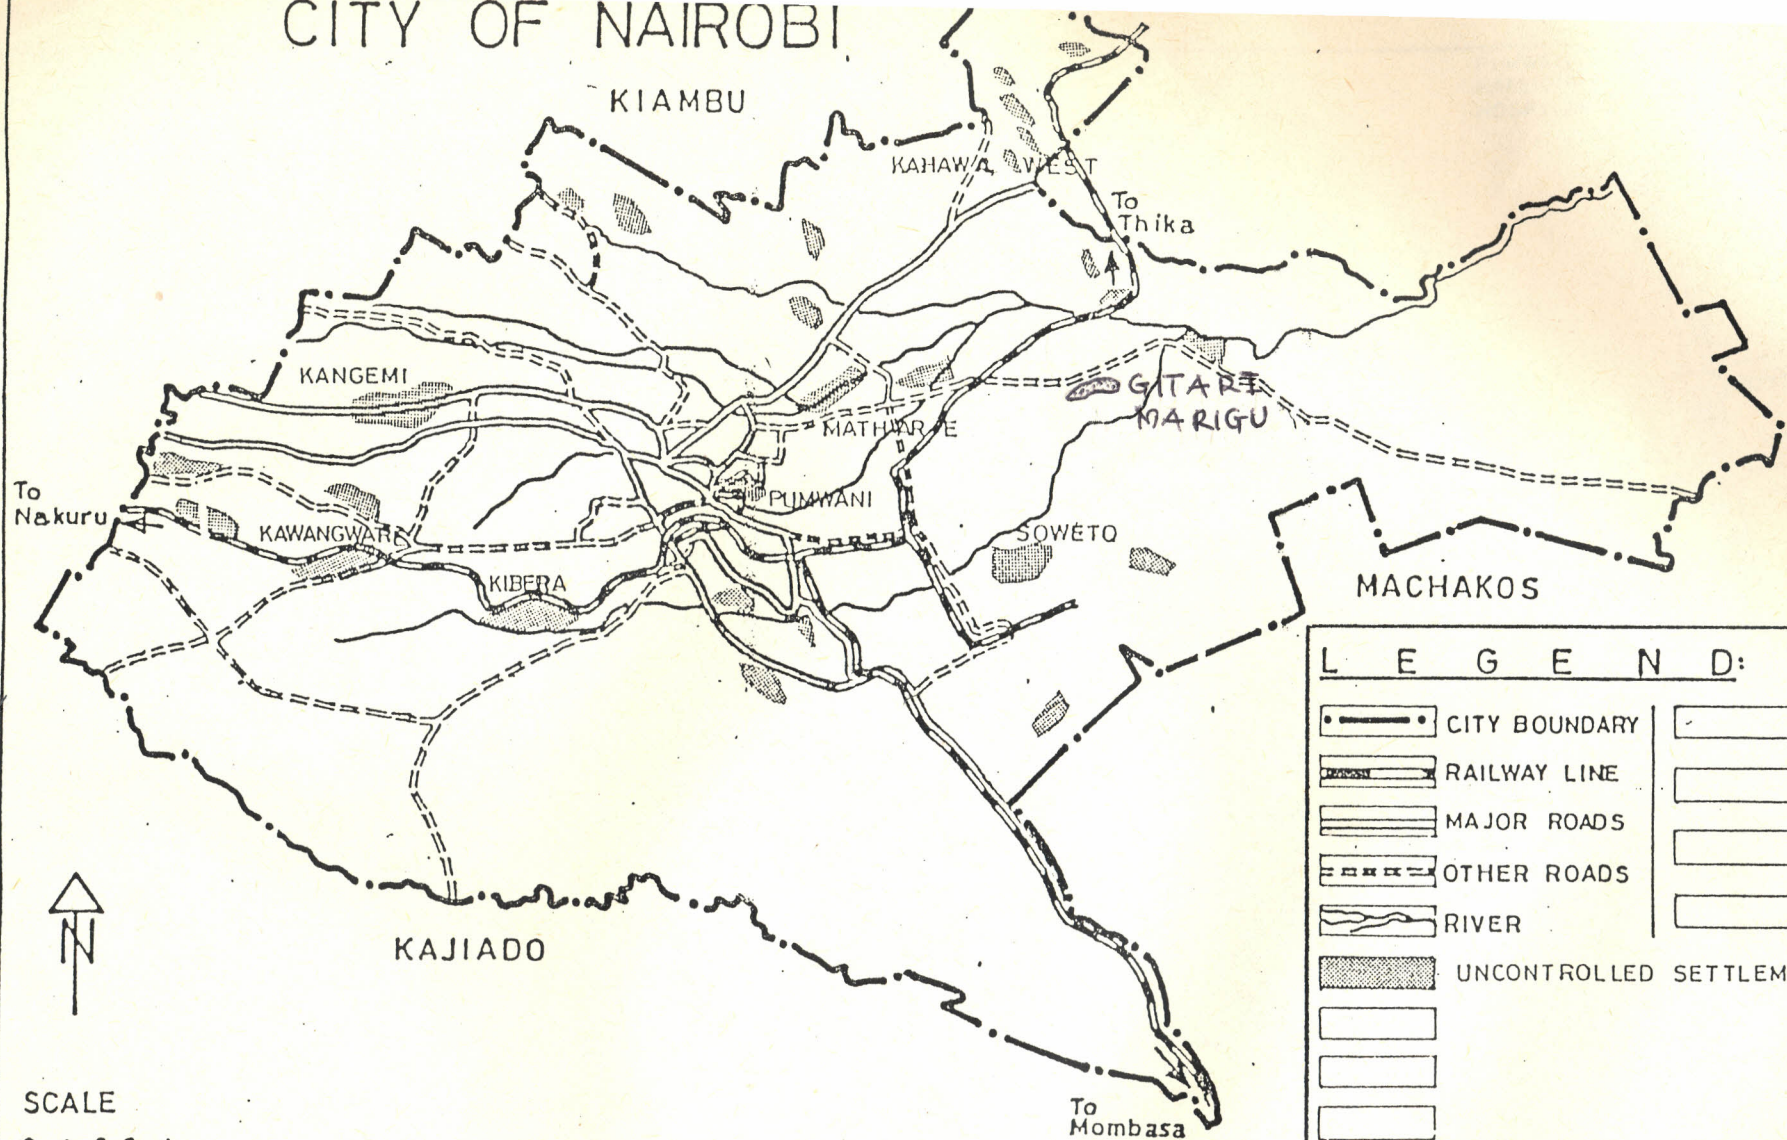 CITY OF NAIROBI
KIAMBU
KAHAWA WEST
To
Thika
KANGEMI
GITARE
MARIGU
MATHARE
To
Nakuru
PUMWANI
KAWANGWARE
SOWETO
KIBERA
MACHAKOS
LEGEND:
CITY BOUNDARY
RAILWAY LINE
MAJOR ROADS
OTHER ROADS
RIVER
UNCONTROLLED SETTLEM
N
KAJIADO
SCALE
To
Mombasa